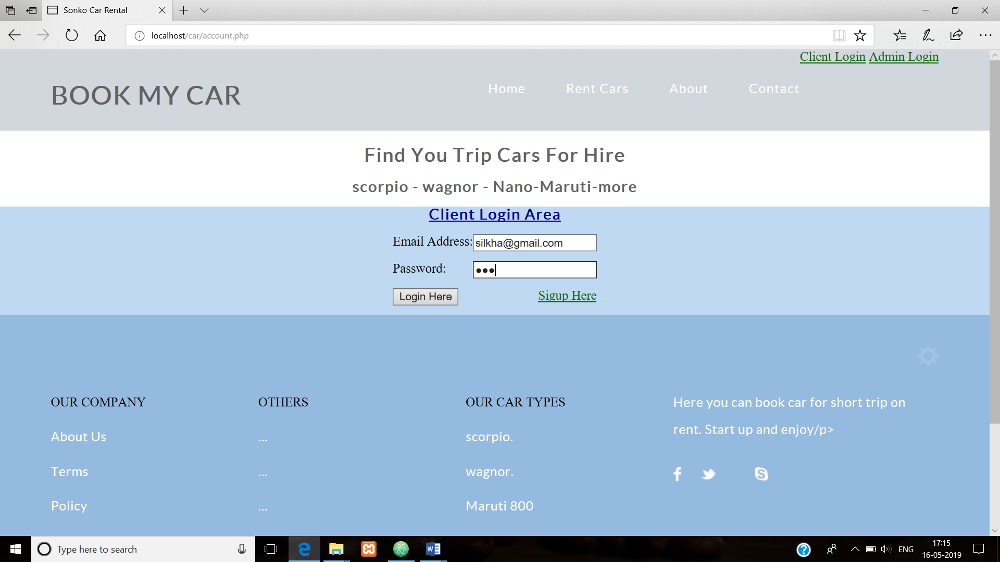 Sonko Car Rental
localhost/car/account.php
Client Login Admin Login
BOOK MY CAR
Home Rent Cars About Contact
Find You Trip Cars For Hire
scorpio - wagnor - Nano-Maruti-more
Client Login Area
Email Address: silkha@gmail.com
Password: ●●●
Login Here Sigup Here
OUR COMPANY
About Us
Terms
Policy
OTHERS
...
...
...
OUR CAR TYPES
scorpio.
wagnor.
Maruti 800
Here you can book car for short trip on
rent. Start up and enjoy/p>
Type here to search
ENG
17:15
16-05-2019